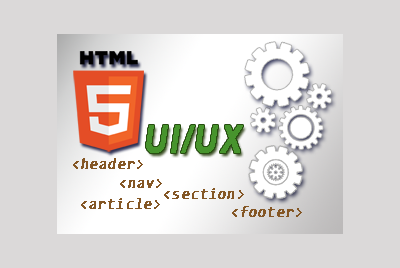 HTML
5
UI/UX
<header>
<nav>
<section>
<article>
<footer>